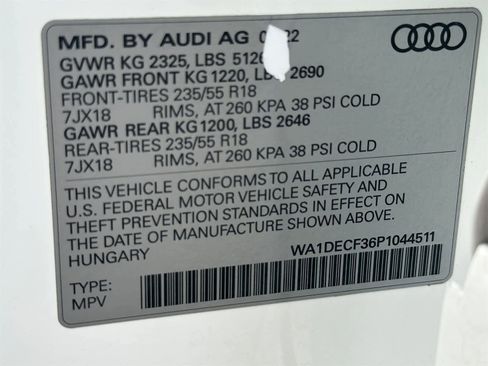 MFD. BY AUDI AG 22
GVWR KG 2325, LBS 5126
GAWR FRONT KG1220, LB 2690
FRONT-TIRES 235/55 R18
7JX18 RIMS, AT 260 KPA 38 PSI COLD
GAWR REAR KG1200, LBS 2646
REAR-TIRES 235/55 R18
7JX18 RIMS, AT 260 KPA 38 PSI COLD
THIS VEHICLE CONFORMS TO ALL APPLICABLE
U.S. FEDERAL MOTOR VEHICLE SAFETY AND
THEFT PREVENTION STANDARDS IN EFFECT ON
THE DATE OF MANUFACTURE SHOWN ABOVE.
HUNGARY WA1DECF36P1044511
TYPE:
MPV